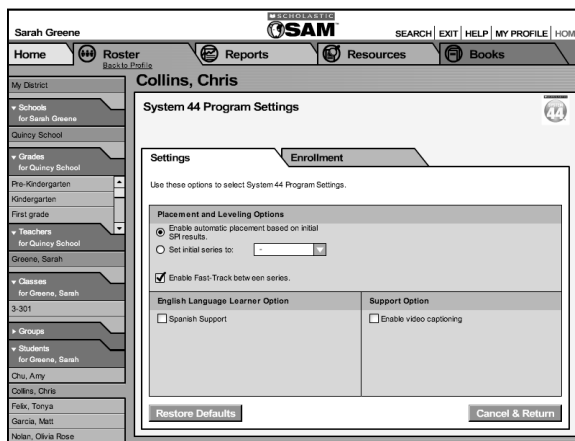 SCHOLASTIC
Sarah Greene
SAM
SEARCH EXIT HELP MY PROFILE HOM
Home
Roster
Back to Profile
Reports
Resources
Books
My District
Collins, Chris
Schools
for Sarah Greene
Quincy School
Grades
for Quincy School
Pre-Kindergarten
Kindergarten
First grade
Teachers
for Quincy School
Greene, Sarah
Classes
for Greene, Sarah
3-301
Groups
Students
for Greene, Sarah
Chu, Amy
Collins, Chris
Felix, Tonya
Garcia, Matt
Nolan, Olivia Rose
System 44 Program Settings
44
Settings
Enrollment
Use these options to select System 44 Program Settings.
Placement and Leveling Options
Enable automatic placement based on initial
SPI results.
Set initial series to: -
Enable Fast-Track between series.
English Language Learner Option
Spanish Support
Support Option
Enable video captioning
Restore Defaults
Cancel & Return